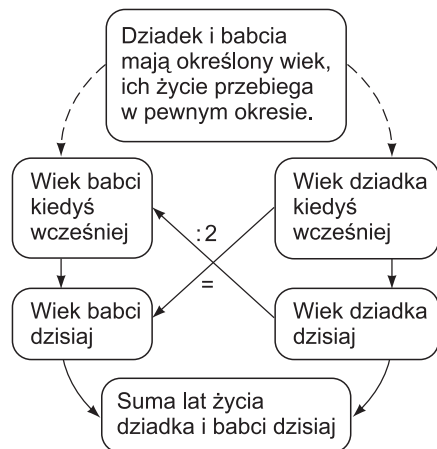 Dziadek i babcia
mają określony wiek,
ich życie przebiega
w pewnym okresie.
Wiek babci
kiedyś
wcześniej
Wiek dziadka
kiedyś
wcześniej
:2
=
Wiek babci
dzisiaj
Wiek dziadka
dzisiaj
Suma lat życia
dziadka i babci dzisiaj